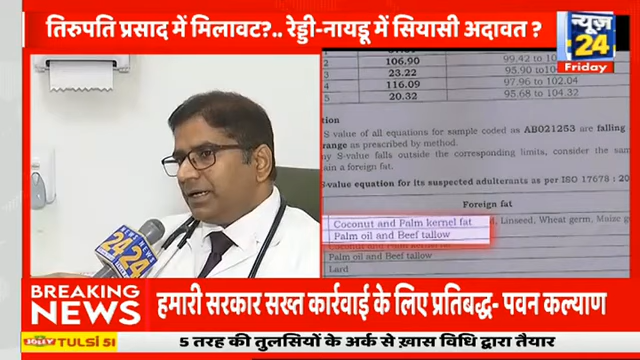 तिरुपति प्रसाद में मिलावट?.. रेड्डी-नायडू में सियासी अदावत ?
न्यूज़
24
Friday
106.90
99.42 to
23.22
95.90 to
116.09
97.96 to 102.04
5
20.32
95.68 to 104.32
S value of all equations for sample coded as AB021253 are falling
range as prescribed by method.
S-value falls outside the corresponding limits, consider the
tain a foreign fat.
S-value equation for its suspected adulterants as per ISO 17678 : 20
Foreign fat
Coconut and Palm kernel fat
Linseed, Wheat germ, Maize
Palm oil and Beef tallow
Palm oil and Beef tallow
Lard
NEWS
24
24
BREAKING
NEWS
हमारी सरकार सख्त कार्रवाई के लिए प्रतिबद्ध- पवन कल्याण
JOLLY TULSI 51
5 तरह की तुलसियों के अर्क से ख़ास विधि द्वारा तैयार